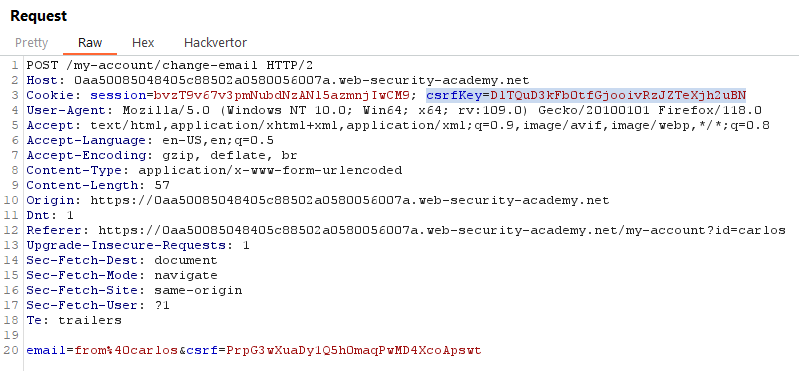 Request
Pretty Raw Hex Hackvertor
1 POST /my-account/change-email HTTP/2
2 Host: 0aa50085048405c88502a0580056007a.web-security-academy.net
3 Cookie: session=bvzT9v67v3pmNubdNzAN15azmnjIwCM9; csrfKey=D1TQuD3kFbOtfGjooivRzJZTeXjh2uBN
4 User-Agent: Mozilla/5.0 (Windows NT 10.0; Win64; x64; rv:109.0) Gecko/20100101 Firefox/118.0
5 Accept: text/html,application/xhtml+xml,application/xml;q=0.9,image/avif,image/webp,*/*;q=0.8
6 Accept-Language: en-US,en;q=0.5
7 Accept-Encoding: gzip, deflate, br
8 Content-Type: application/x-www-form-urlencoded
9 Content-Length: 57
10 Origin: https://0aa50085048405c88502a0580056007a.web-security-academy.net
11 Dnt: 1
12 Referer: https://0aa50085048405c88502a0580056007a.web-security-academy.net/my-account?id=carlos
13 Upgrade-Insecure-Requests: 1
14 Sec-Fetch-Dest: document
15 Sec-Fetch-Mode: navigate
16 Sec-Fetch-Site: same-origin
17 Sec-Fetch-User: ?1
18 Te: trailers
19
20 email=from%40carlos&csrf=PrpG3wXuaDy1Q5h0maqPwMD4XcoApswt